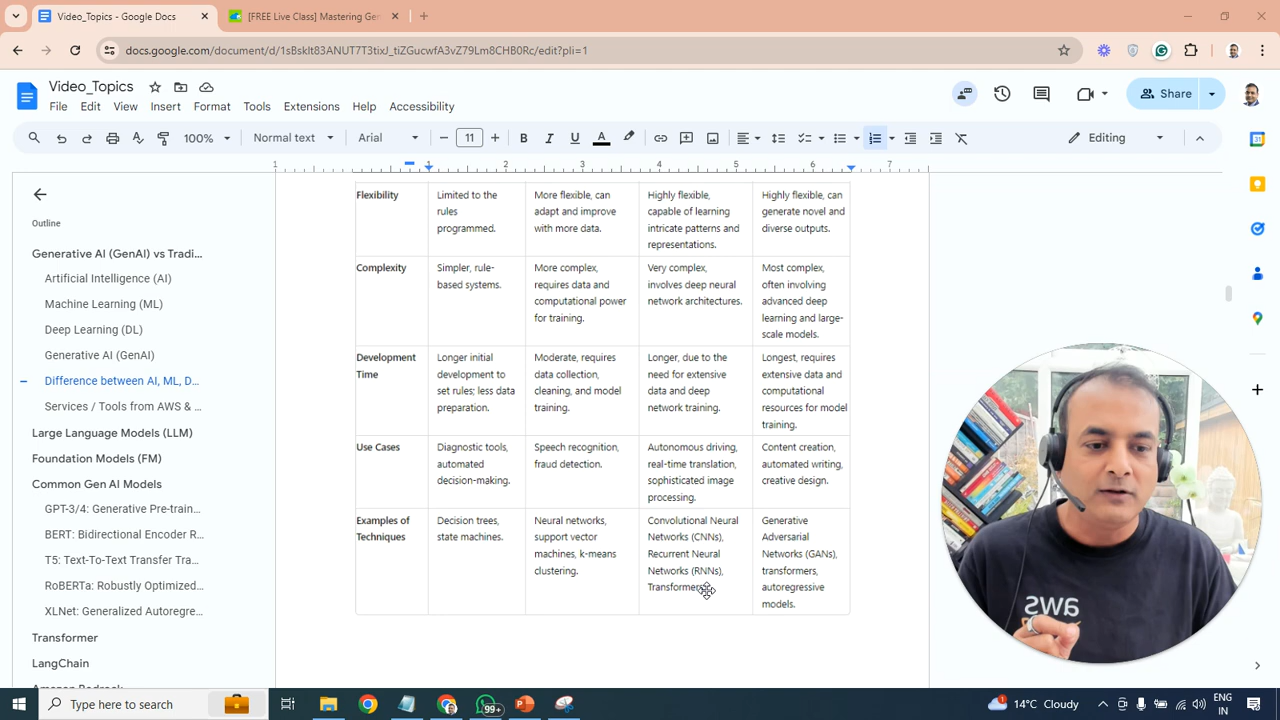 Video_Topics - Google Docs
[FREE Live Class] Mastering Gen
docs.google.com/document/d/1sBsklt83ANUT7T3tixJ_tiZGucwfA3vZ79Lm8CHB0Rc/edit?pli=1
Video_Topics
File Edit View Insert Format Tools Extensions Help Accessibility
Share
100% Normal text Arial 11 Editing
1 1 2 3 4 5 6 7
Outline
Generative AI (GenAI) vs Tradi...
Artificial Intelligence (AI)
Machine Learning (ML)
Deep Learning (DL)
Generative AI (GenAI)
Difference between AI, ML, D...
Services / Tools from AWS & ...
Large Language Models (LLM)
Foundation Models (FM)
Common Gen AI Models
GPT-3/4: Generative Pre-train...
BERT: Bidirectional Encoder R...
T5: Text-To-Text Transfer Tra...
RoBERTa: Robustly Optimized...
XLNet: Generalized Autoregre...
Transformer
LangChain
Flexibility
Limited to the
rules
programmed.
More flexible, can
adapt and improve
with more data.
Highly flexible,
capable of learning
intricate patterns and
representations.
Highly flexible, can
generate novel and
diverse outputs.
Complexity
Simpler, rule-
based systems.
More complex,
requires data and
computational power
for training.
Very complex,
involves deep neural
network architectures.
Most complex,
often involving
advanced deep
learning and large-
scale models.
Development
Time
Longer initial
development to
set rules; less data
preparation.
Moderate, requires
data collection,
cleaning, and model
training.
Longer, due to the
need for extensive
data and deep
network training.
Longest, requires
extensive data and
computational
resources for model
training.
Use Cases
Diagnostic tools,
automated
decision-making.
Speech recognition,
fraud detection.
Autonomous driving,
real-time translation,
sophisticated image
processing.
Content creation,
automated writing,
creative design.
Examples of
Techniques
Decision trees,
state machines.
Neural networks,
support vector
machines, k-means
clustering.
Convolutional Neural
Networks (CNNs),
Recurrent Neural
Networks (RNNs),
Transformers
Generative
Adversarial
Networks (GANs),
transformers,
autoregressive
models.
aws
Type here to search
99+
14°C Cloudy
ENG
IN